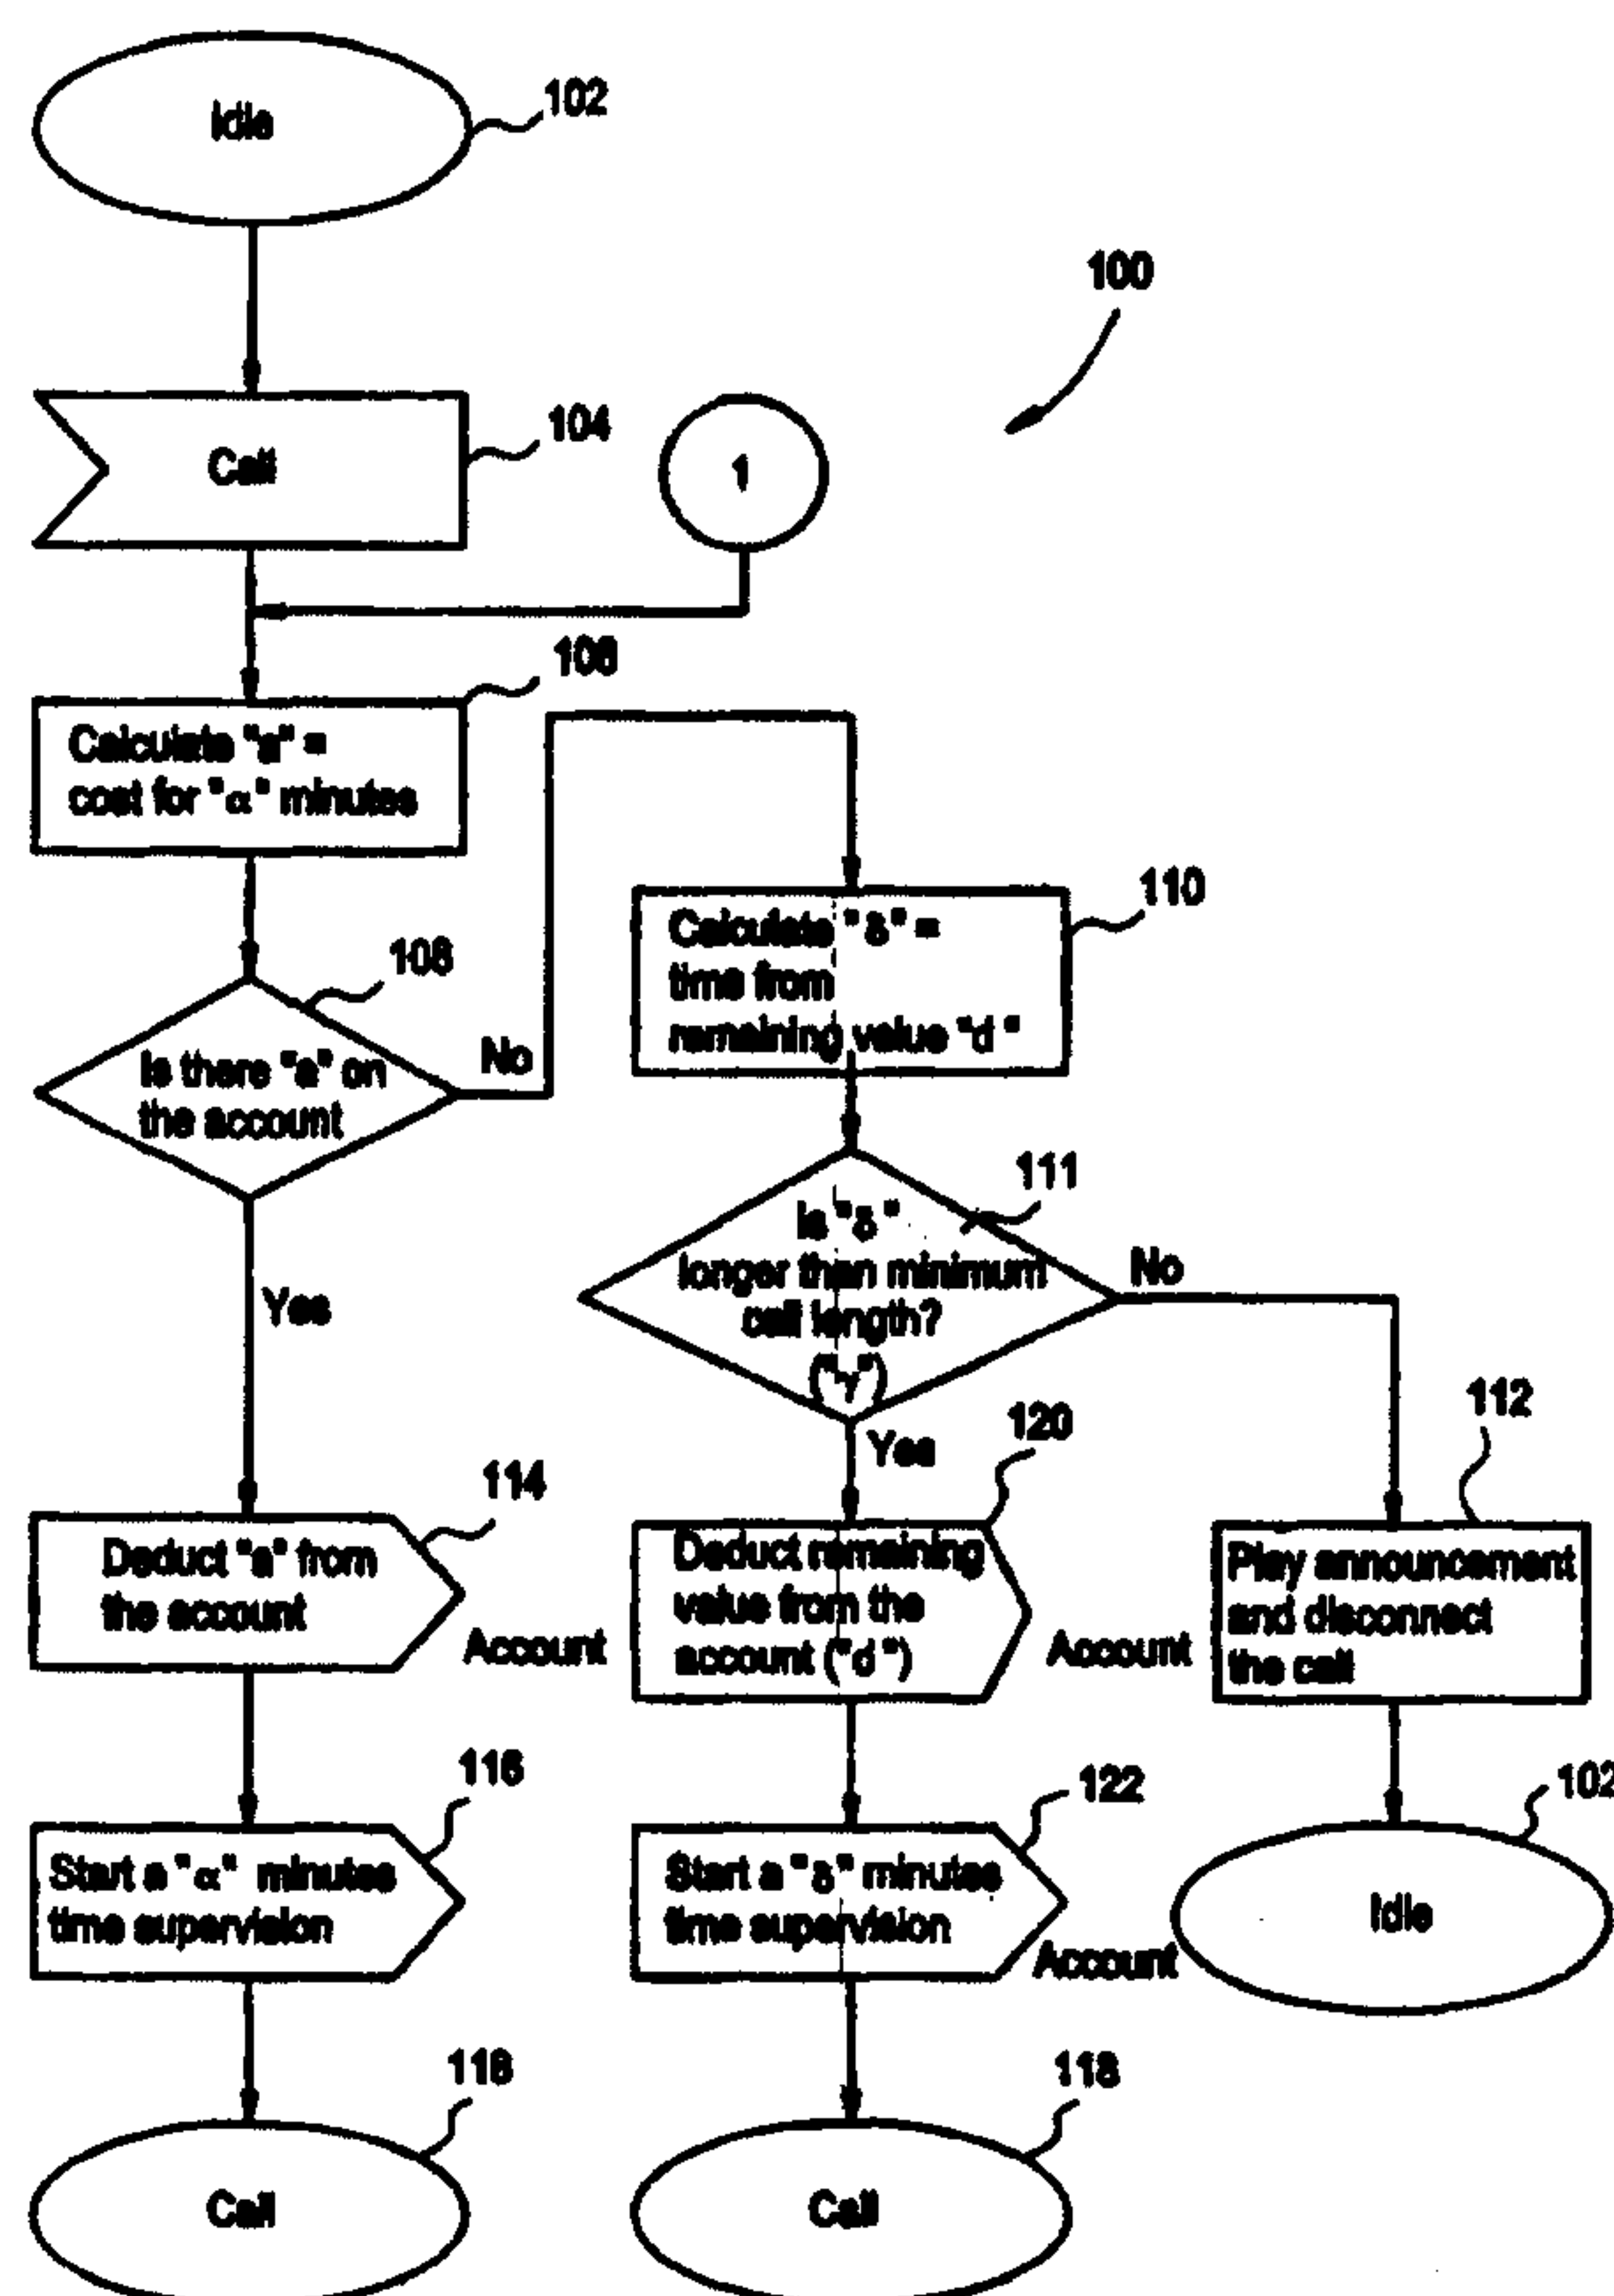 Idle
102
100
Call
104
1
106
Calculate "a" =
cost for "α" minutes
108
Is there "a" on
the account
No
Yes
110
Calculate "δ" =
time from
remaining value "d"
111
Is "δ"
longer than minimum
call length?
("γ")
No
Yes
114
Deduct "a" from
the account
Account
120
Deduct remaining
value from the
account ("d")
Account
112
Play announcement
and disconnect
the call
116
Start a "α" minutes
time supervision
122
Start a "δ" minutes
time supervision
Account
102
Idle
118
Call
118
Call